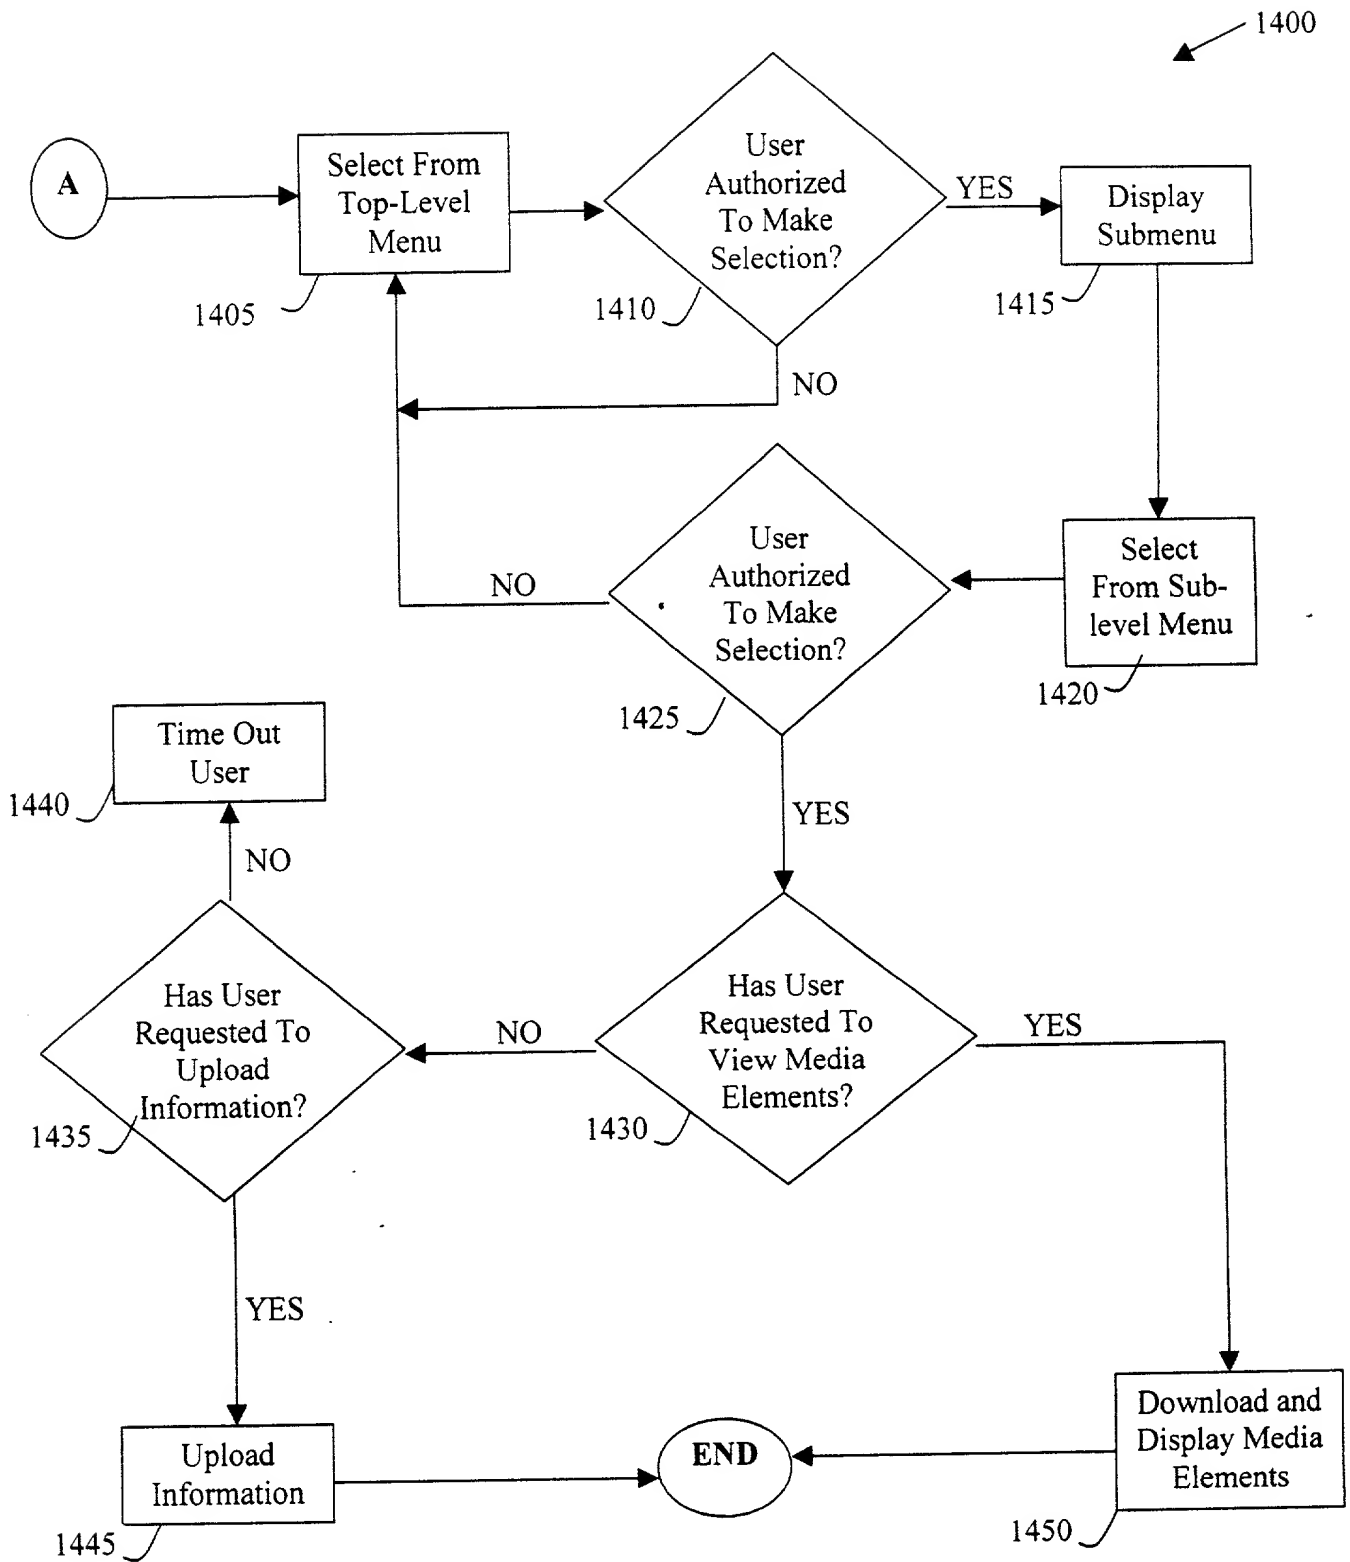 1400
A
Select From
Top-Level
Menu
1405
User
Authorized
To Make
Selection?
1410
YES
Display
Submenu
1415
NO
Select
From Sub-
level Menu
1420
User
Authorized
To Make
Selection?
1425
NO
YES
Time Out
User
1440
NO
Has User
Requested To
View Media
Elements?
1430
NO
YES
Has User
Requested To
Upload
Information?
1435
YES
Upload
Information
1445
Download and
Display Media
Elements
1450
END